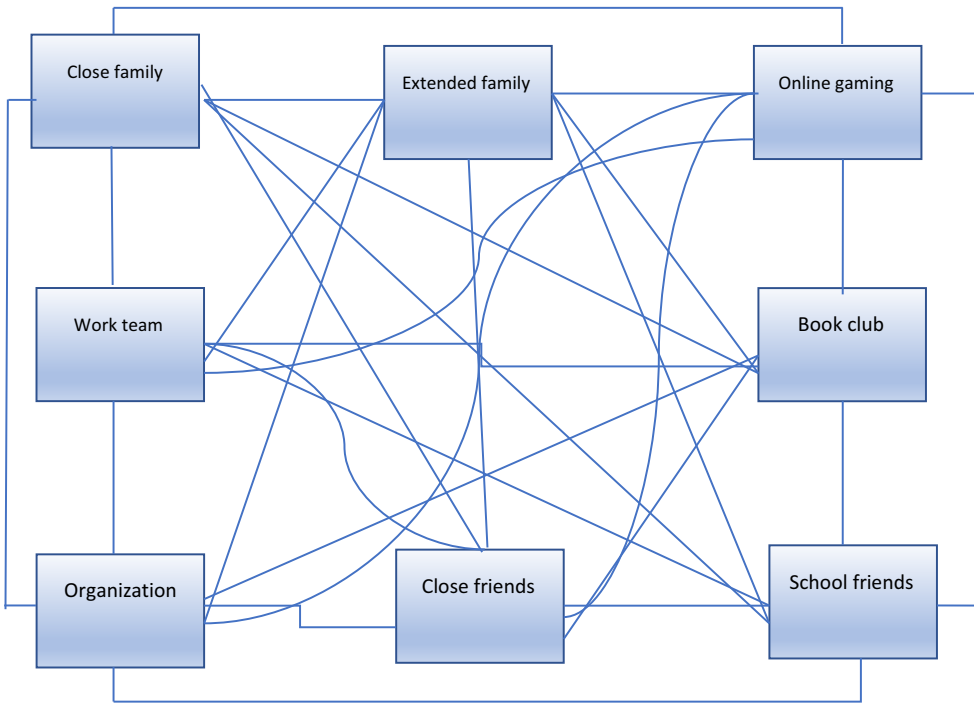 Close family
Extended family
Online gaming
Work team
Book club
Organization
Close friends
School friends